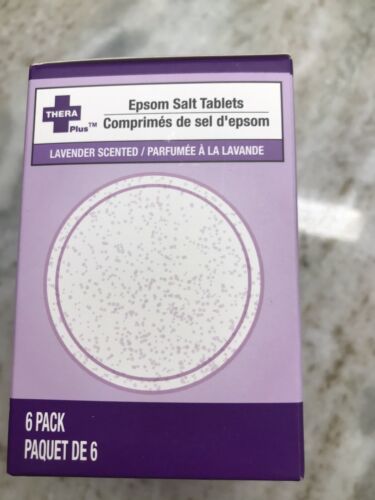 THERA
Plus™
Epsom Salt Tablets
Comprimés de sel d'epsom
LAVENDER SCENTED / PARFUMÉE À LA LAVANDE
6 PACK
PAQUET DE 6